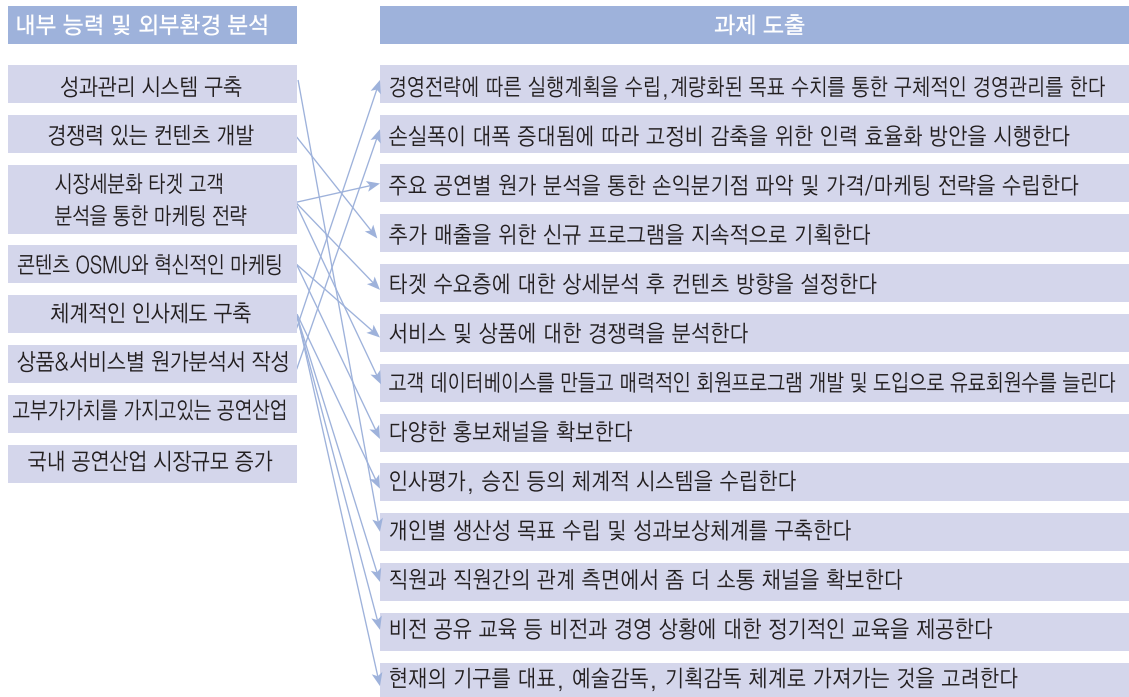 내부 능력 및 외부환경 분석
성과관리 시스템 구축
경쟁력 있는 컨텐츠 개발
시장세분화 타겟 고객
분석을 통한 마케팅 전략
콘텐츠 OSMU와 혁신적인 마케팅
체계적인 인사제도 구축
상품&서비스별 원가분석서 작성
고부가가치를 가지고있는 공연산업
국내 공연산업 시장규모 증가
과제 도출
경영전략에 따른 실행계획을 수립,계량화된 목표 수치를 통한 구체적인 경영관리를 한다
손실폭이 대폭 증대됨에 따라 고정비 감축을 위한 인력 효율화 방안을 시행한다
주요 공연별 원가 분석을 통한 손익분기점 파악 및 가격/마케팅 전략을 수립한다
추가 매출을 위한 신규 프로그램을 지속적으로 기획한다
타겟 수요층에 대한 상세분석 후 컨텐츠 방향을 설정한다
서비스 및 상품에 대한 경쟁력을 분석한다
고객 데이터베이스를 만들고 매력적인 회원프로그램 개발 및 도입으로 유료회원수를 늘린다
다양한 홍보채널을 확보한다
인사평가, 승진 등의 체계적 시스템을 수립한다
개인별 생산성 목표 수립 및 성과보상체계를 구축한다
직원과 직원간의 관계 측면에서 좀 더 소통 채널을 확보한다
비전 공유 교육 등 비전과 경영 상황에 대한 정기적인 교육을 제공한다
현재의 기구를 대표, 예술감독, 기획감독 체계로 가져가는 것을 고려한다